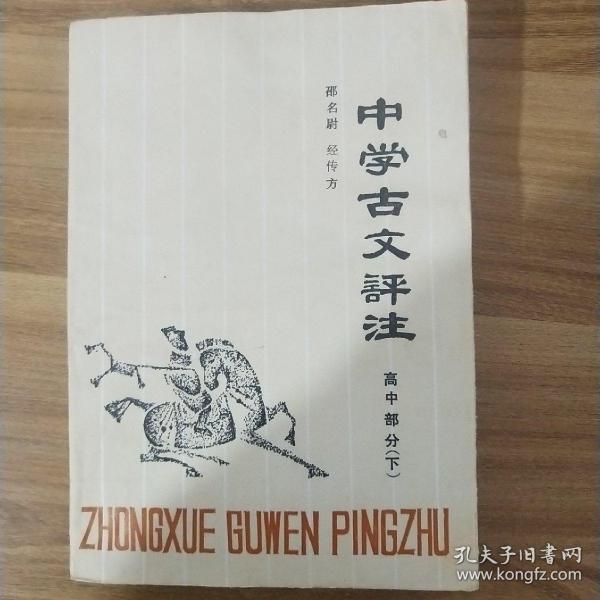 中学古文評注
高中部分(下)
邵名尉 经传方
ZHONGXUE GUWEN PINGZHU
孔夫子旧书网
www.kongfz.com